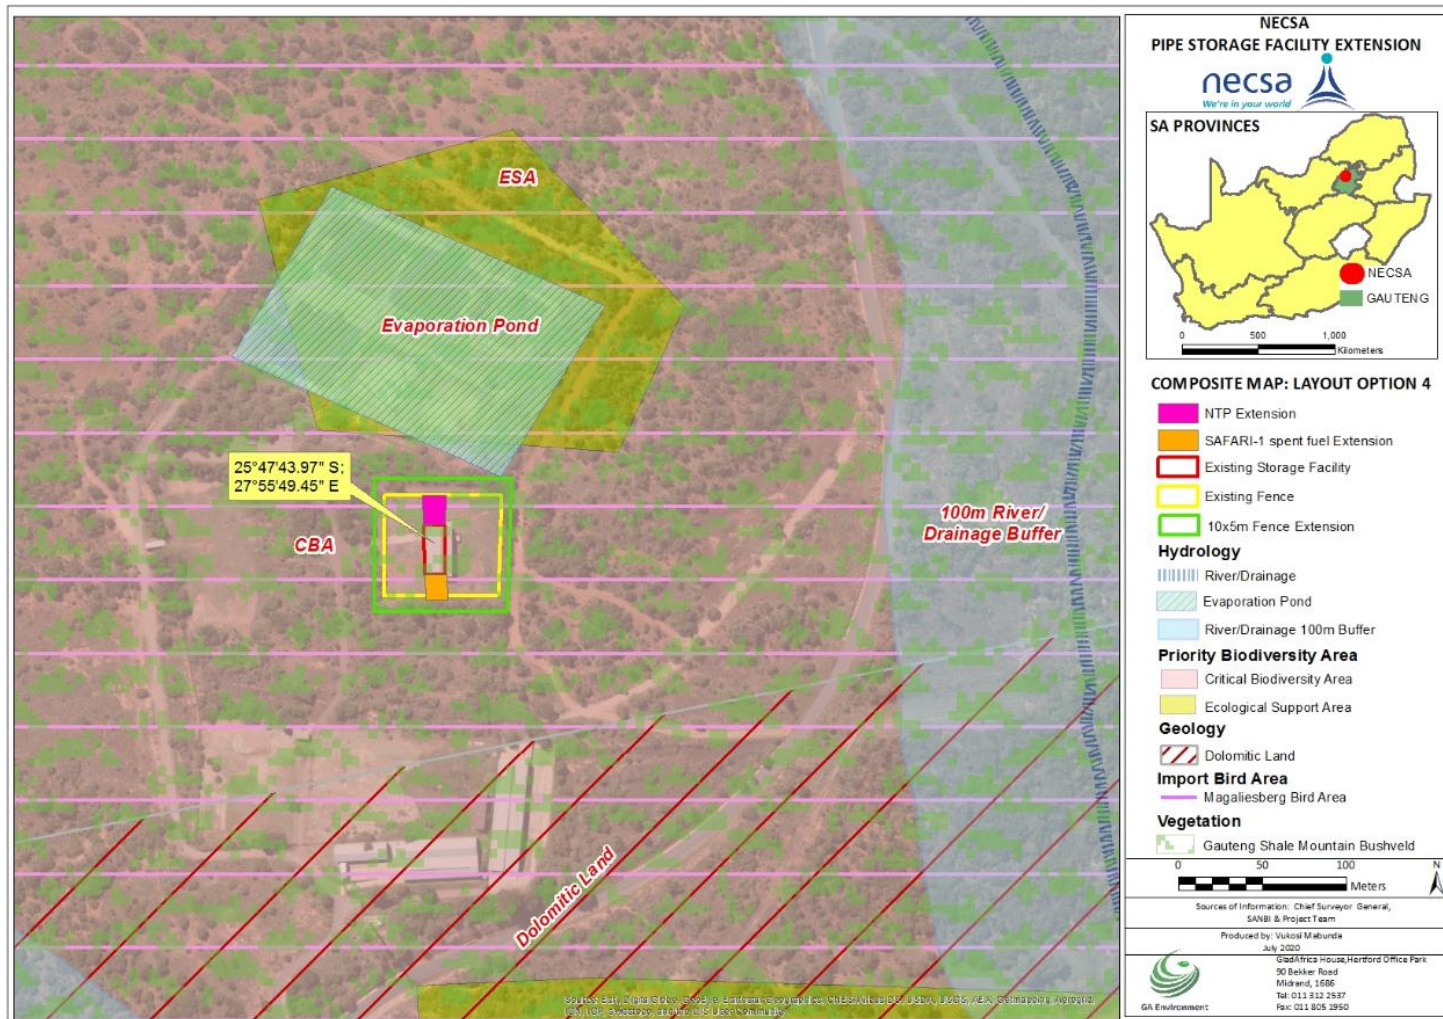 ESA
Evaporation Pond
25°47'43.97" S;
27°55'49.45" E
CBA
100m River/
Drainage Buffer
Dolomitic Land
NECSA
PIPE STORAGE FACILITY EXTENSION
necsa
We're in your world
SA PROVINCES
NECSA
GAUTENG
0 500 1,000
Kilometers
COMPOSITE MAP: LAYOUT OPTION 4
NTP Extension
SAFARI-1 spent fuel Extension
Existing Storage Facility
Existing Fence
10x5m Fence Extension
Hydrology
River/Drainage
Evaporation Pond
River/Drainage 100m Buffer
Priority Biodiversity Area
Critical Biodiversity Area
Ecological Support Area
Geology
Dolomitic Land
Import Bird Area
Magaliesberg Bird Area
Vegetation
Gauteng Shale Mountain Bushveld
0 50 100
Meters
N
Sources of Information: Chief Surveyor General,
SANBI & Project Team
Produced by: Vukosi Mabunda
July 2020
GladAfrica House,Hertford Office Park
90 Bekker Road
Midrand, 1686
Tel: 011 312 2537
Fax: 011 805 1950
GA Environment